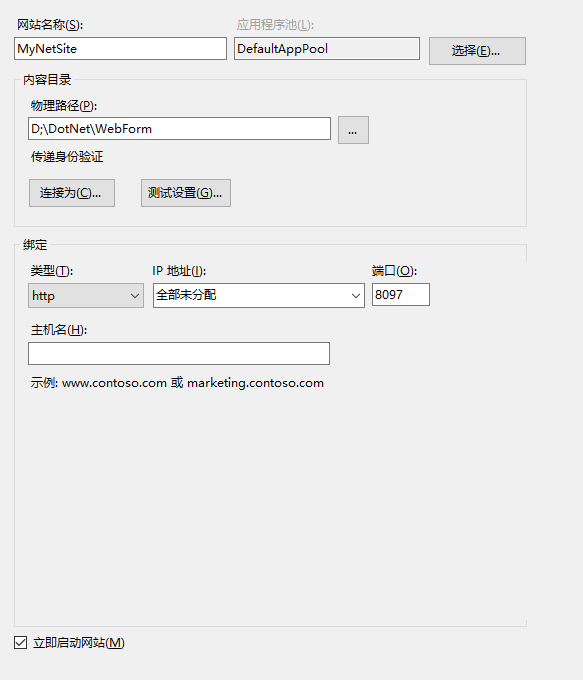 网站名称(S):
应用程序池(L):
MyNetSite
DefaultAppPool
选择(E)...
内容目录
物理路径(P):
D;\DotNet\WebForm
...
传递身份验证
连接为(C)...
测试设置(G)...
绑定
类型(T):
IP 地址(I):
端口(O):
http
全部未分配
8097
主机名(H):
示例: www.contoso.com 或 marketing.contoso.com
立即启动网站(M)